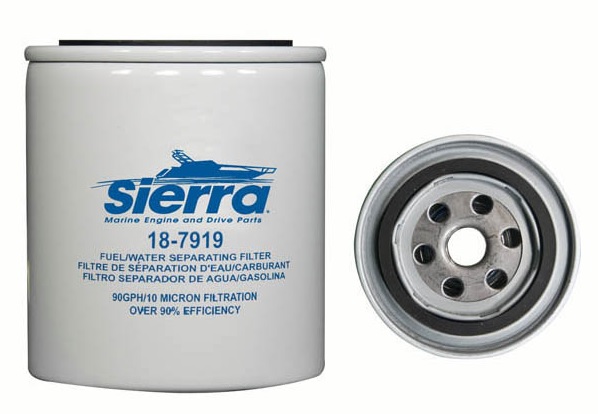 Sierra
Marine Engine and Drive Parts
18-7919
FUEL/WATER SEPARATING FILTER
FILTRE DE SÉPARATION D'EAU/CARBURANT
FILTRO SEPARADOR DE AGUA/GASOLINA
90GPH/10 MICRON FILTRATION
OVER 90% EFFICIENCY